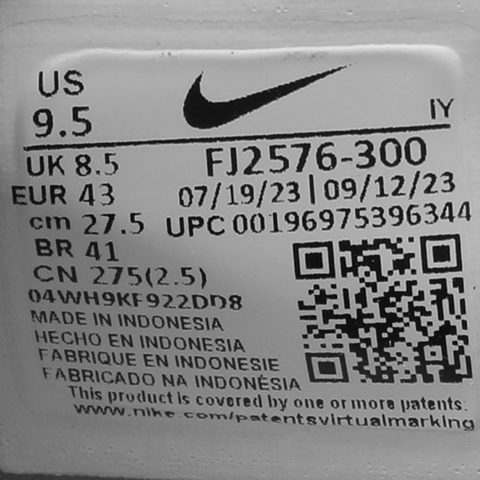 US
9.5
IY
UK 8.5
FJ2576-300
EUR 43
07/19/23 | 09/12/23
cm 27.5
UPC 00196975396344
BR 41
CN 275(2.5)
04WH9KF922DD8
MADE IN INDONESIA
HECHO EN INDONESIA
FABRIQUE EN INDONESIE
FABRICADO NA INDONÉSIA
This product is covered by one or more patents:
www.nike.com/patentsvirtualmarking